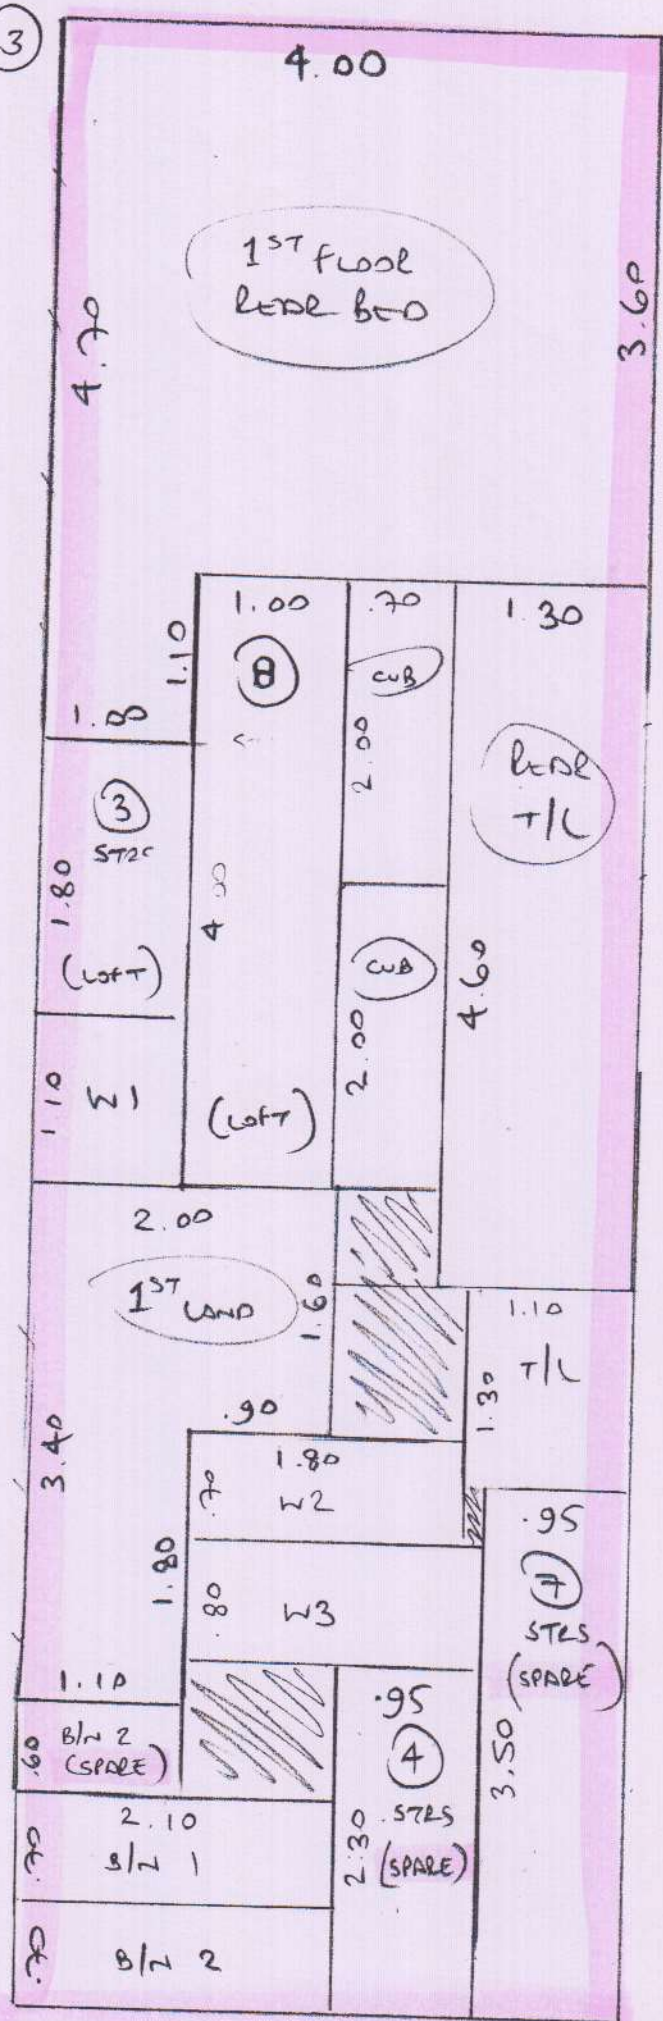 3
4.00
1ST FLOOR
REAR BED
4.70
3.60
1.10
1.00
.70
1.30
8
CUB
2.00
REAR
T/L
3
STRS
1.80
(LOFT)
4.00
CUB
2.00
4.60
1.10
W1
(LOFT)
2.00
1ST LAND
1.60
1.10
T/L
1.30
.90
3.40
1.80
.70
W2
1.80
.80
W3
.95
7
STRS
(SPARE)
3.50
1.10
.60
B/N 2
(SPARE)
.95
4
STRS
(SPARE)
2.30
2.10
.70
B/N 1
.70
B/N 2